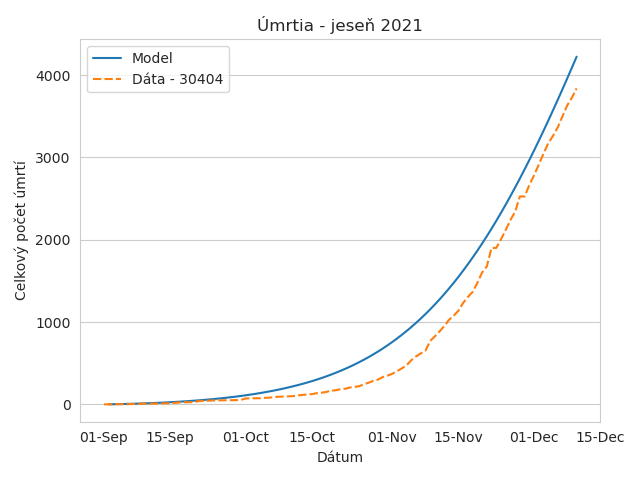 Úmrtia - jeseň 2021
Model
Dáta - 30404
Celkový počet úmrtí
4000
3000
2000
1000
0
01-Sep 15-Sep 01-Oct 15-Oct 01-Nov 15-Nov 01-Dec 15-Dec
Dátum